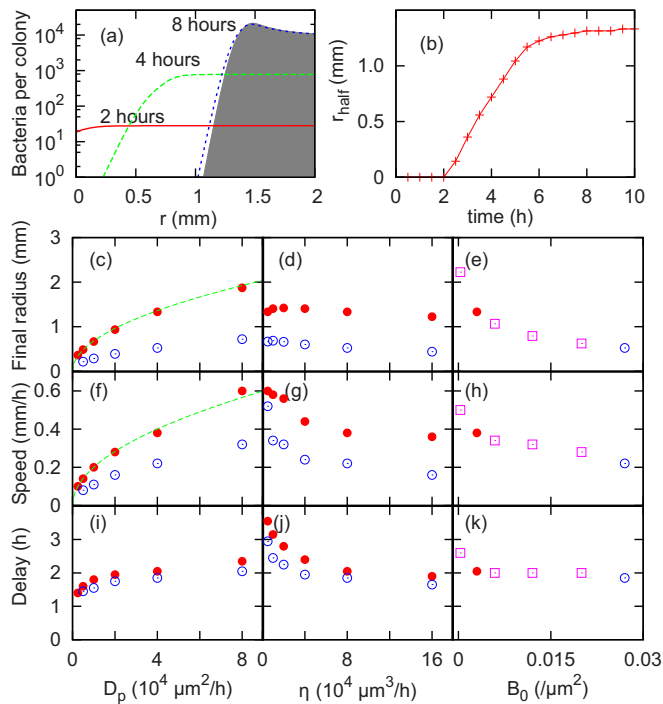 Bacteria per colony
10^4
10^3
10^2
10^1
10^0
(a)
8 hours
4 hours
2 hours
0 0.5 1 1.5 2
r (mm)
r_half (mm)
1.0
0.5
0
(b)
0 2 4 6 8 10
time (h)
Final radius (mm)
3
2
1
0
(c) (d) (e)
Speed (mm/h)
0.6
0.4
0.2
0
(f) (g) (h)
Delay (h)
3
2
1
0
(i) (j) (k)
0 4 8
D_p (10^4 μm^2/h)
0 4 8 12 16
η (10^4 μm^3/h)
0 0.015 0.03
B_0 (/μm^2)